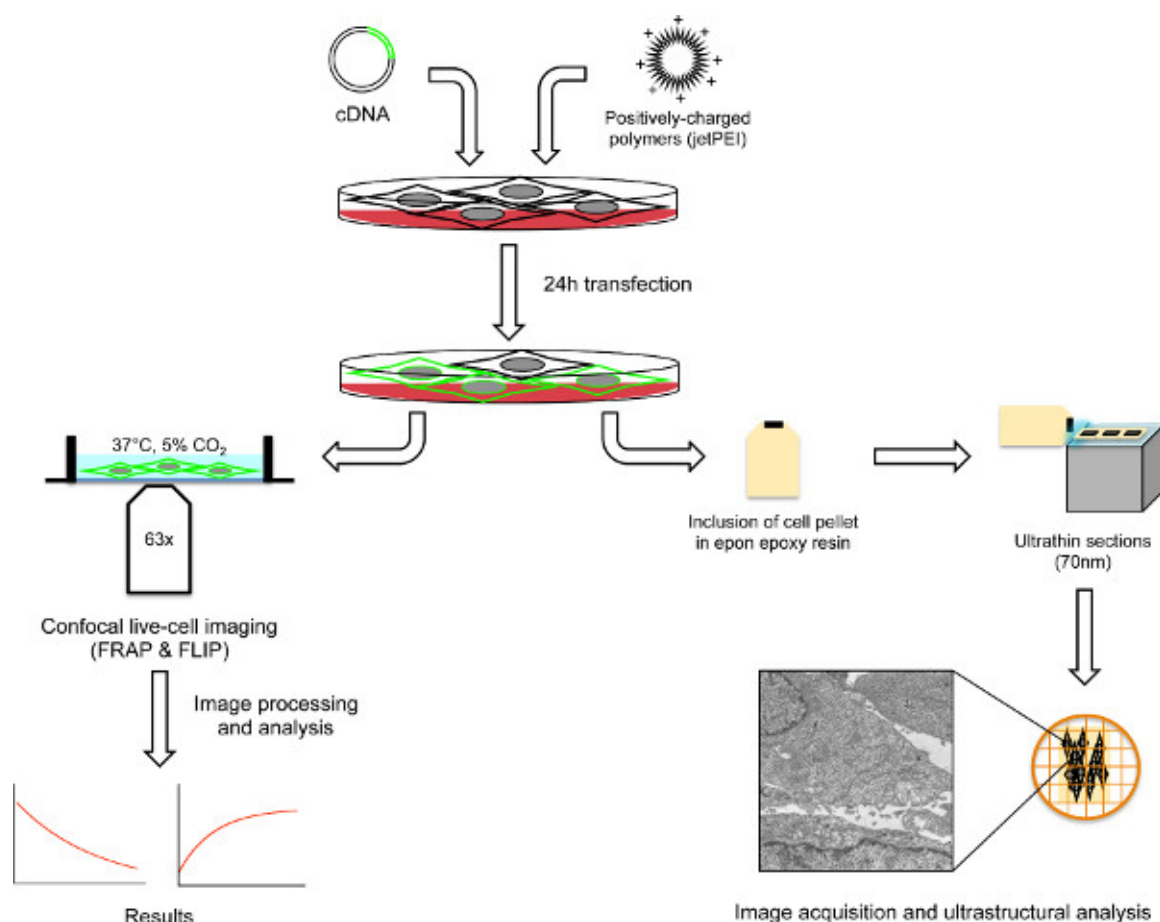 cDNA
Positively-charged
polymers (jetPEI)
24h transfection
37°C, 5% CO₂
63x
Confocal live-cell imaging
(FRAP & FLIP)
Image processing
and analysis
Results
Inclusion of cell pellet
in epon epoxy resin
Ultrathin sections
(70nm)
Image acquisition and ultrastructural analysis